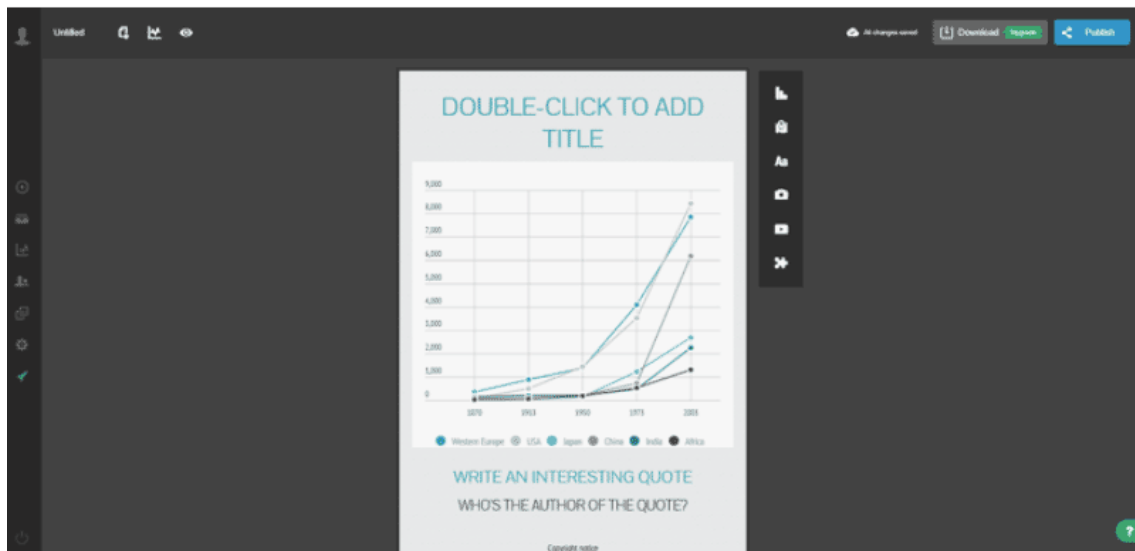 Untitled
All changes saved
Download
Upgrade
Publish
DOUBLE-CLICK TO ADD
TITLE
Aa
9,000
8,000
7,000
6,000
5,000
4,000
3,000
2,000
1,000
0
1870 1913 1950 1973 2003
Western Europe USA Japan China India Africa
WRITE AN INTERESTING QUOTE
WHO'S THE AUTHOR OF THE QUOTE?
Copyright notice
?